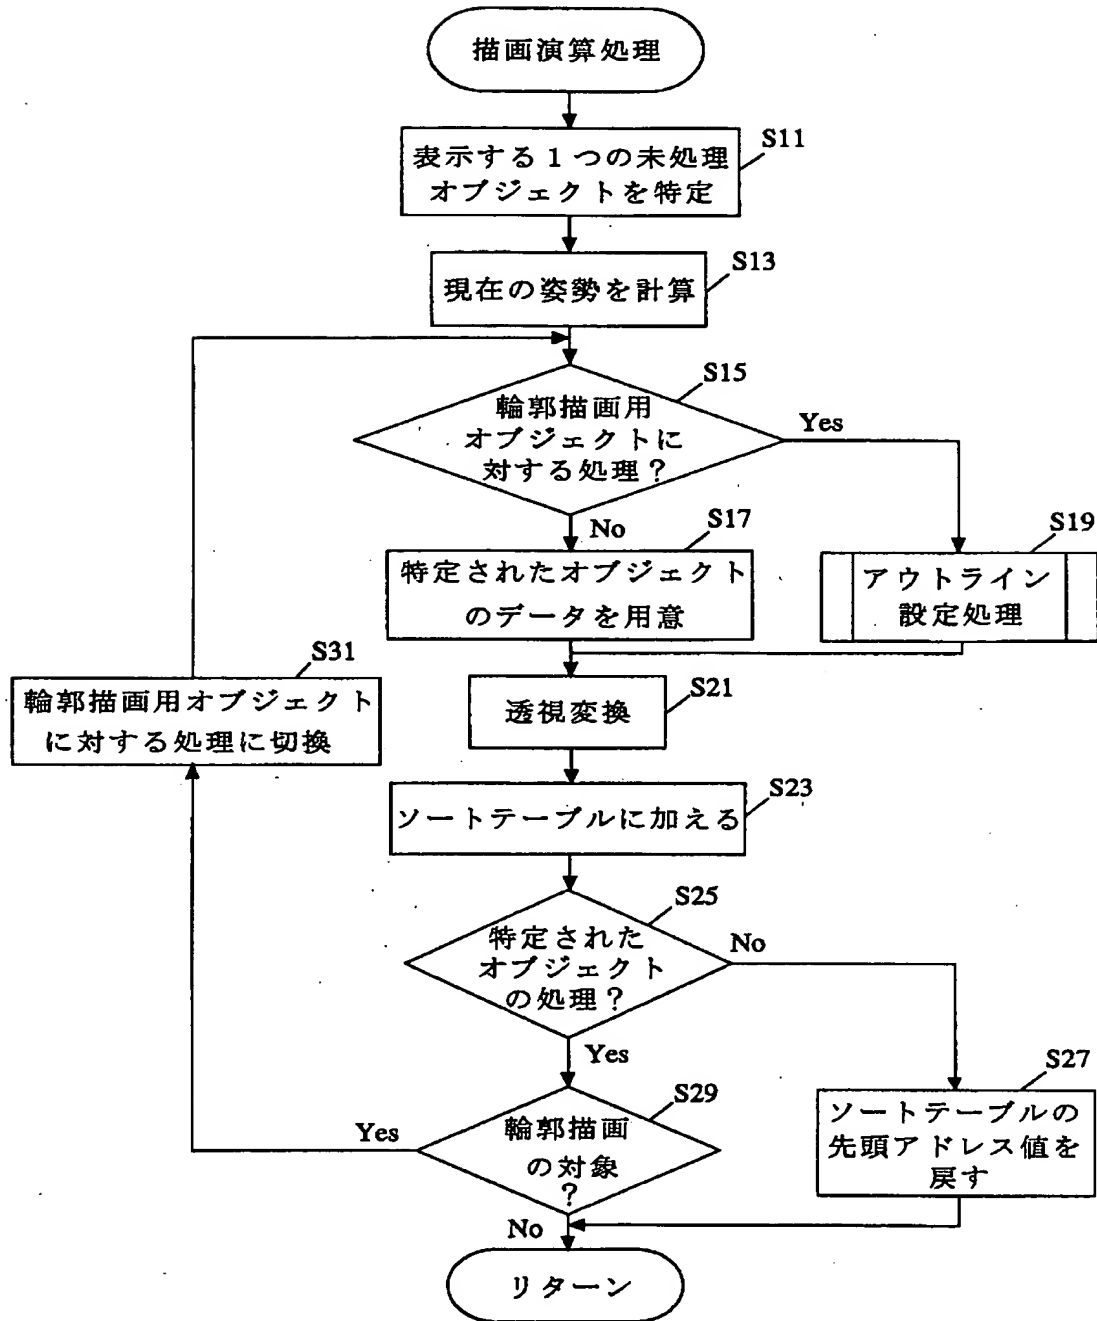 描画演算処理
S11
表示する１つの未処理
オブジェクトを特定
S13
現在の姿勢を計算
S15
輪郭描画用
オブジェクトに
対する処理？
Yes
No
S17
特定されたオブジェクト
のデータを用意
S19
アウトライン
設定処理
S31
輪郭描画用オブジェクト
に対する処理に切換
S21
透視変換
S23
ソートテーブルに加える
S25
特定された
オブジェクト
の処理？
No
Yes
S27
ソートテーブルの
先頭アドレス値を
戻す
S29
輪郭描画
の対象
？
Yes
No
リターン